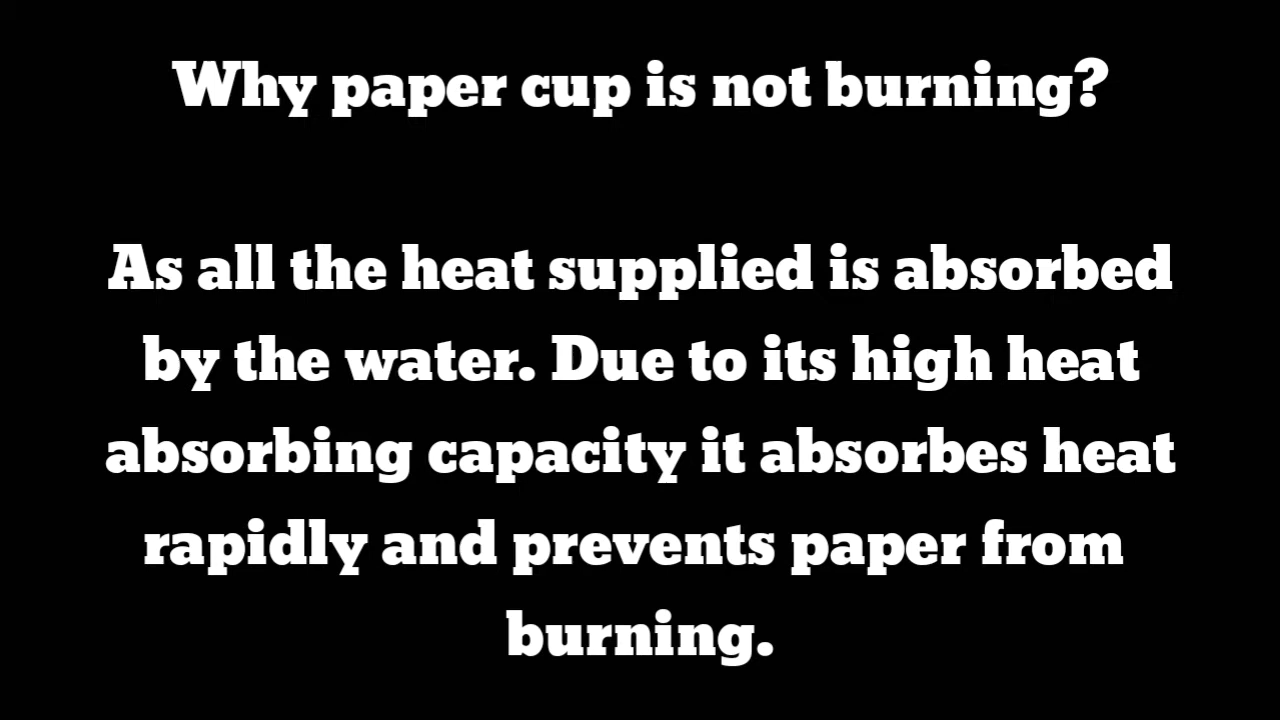 Why paper cup is not burning?
As all the heat supplied is absorbed
by the water. Due to its high heat
absorbing capacity it absorbes heat
rapidly and prevents paper from
burning.